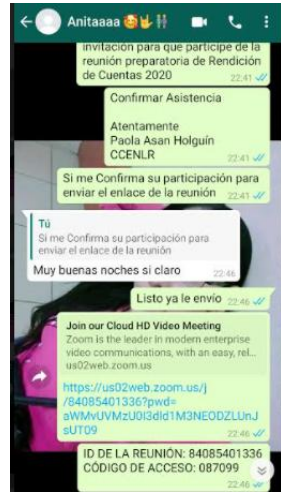 Anitaaaa
invitación para que participe de la
reunión preparatoria de Rendición
de Cuentas 2020
22:41
Confirmar Asistencia
Atentamente
Paola Asan Holguín
CCENLR
22:41
Si me Confirma su participación para
enviar el enlace de la reunión
22:41
Tú
Si me Confirma su participación para
enviar el enlace de la reunión
Muy buenas noches si claro
22:46
Listo ya le envío
22:46
Join our Cloud HD Video Meeting
Zoom is the leader in modern enterprise
video communications, with an easy, rel...
us02web.zoom.us
https://us02web.zoom.us/j
/84085401336?pwd=
aWMvUVMzU0I3dld1M3NEODZLUnJ
sUT09
22:46
ID DE LA REUNIÓN: 84085401336
CÓDIGO DE ACCESO: 087099
22:46